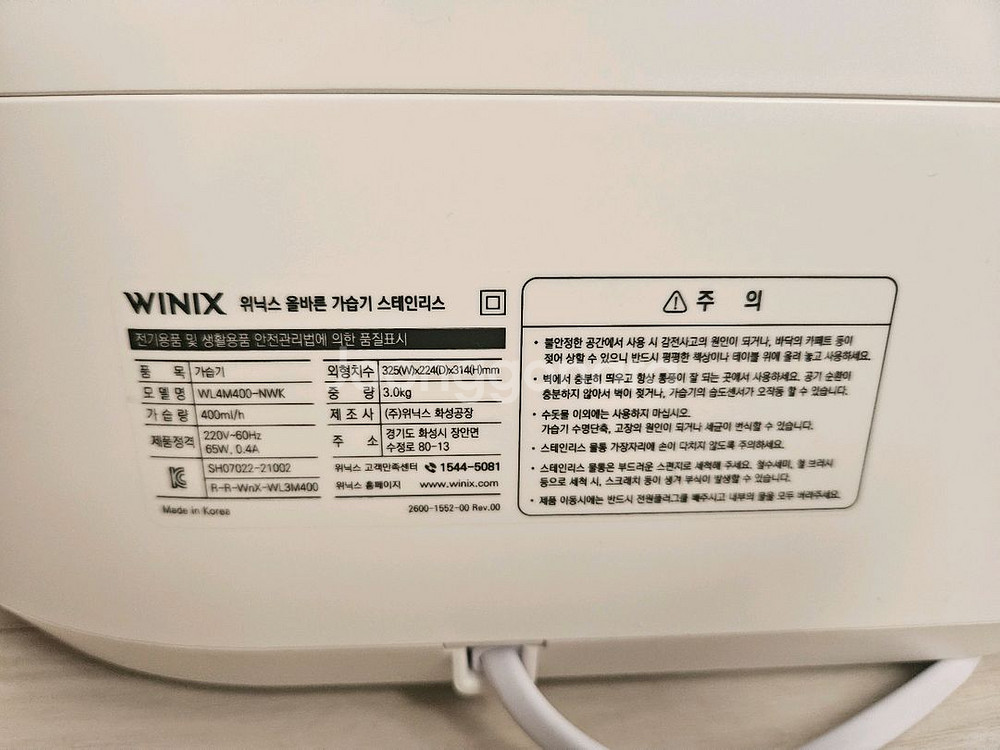 WINIX 위닉스 올바른 가습기 스테인리스
전기용품 및 생활용품 안전관리법에 의한 품질표시
품 목 가습기
모 델 명 WL4M400-NWK
가 습 량 400ml/h
제품정격 220V~60Hz
65W, 0.4A
SH07022-21002
R-R-WnX-WL3M400
Made in Korea
외형치수 325(W)x224(D)x314(H)mm
중 량 3.0kg
제 조 사 (주)위닉스 화성공장
주 소 경기도 화성시 장안면
수정로 80-13
위닉스 고객만족센터 1544-5081
위닉스 홈페이지 www.winix.com
2600-1552-00 Rev.00
주 의
• 불안정한 공간에서 사용 시 감전사고의 원인이 되거나, 바닥의 카페트 등이
젖어 상할 수 있으니 반드시 평평한 책상이나 테이블 위에 올려 놓고 사용하세요.
• 벽에서 충분히 띄우고 항상 통풍이 잘 되는 곳에서 사용하세요. 공기 순환이
충분하지 않아서 벽이 젖거나, 가습기의 습도센서가 오작동 할 수 있습니다.
• 수돗물 이외에는 사용하지 마십시요.
가습기 수명단축, 고장의 원인이 되거나 세균이 번식할 수 있습니다.
• 스테인리스 물통 가장자리에 손이 다치지 않도록 주의하세요.
• 스테인리스 물통은 부드러운 스펀지로 세척해 주세요. 철수세미, 철 크러시
등으로 세척 시, 스크래치 등이 생겨 부식이 발생할 수 있습니다.
• 제품 이동시에는 반드시 전원플러그를 빼주시고 내부의 물을 모두 버려주세요.